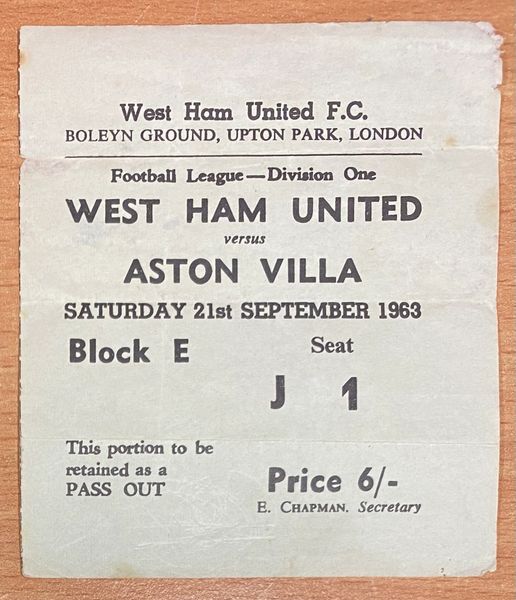 West Ham United F.C.
BOLEYN GROUND, UPTON PARK, LONDON
Football League—Division One
WEST HAM UNITED
versus
ASTON VILLA
SATURDAY 21st SEPTEMBER 1963
Block E
Seat
J 1
This portion to be
retained as a
PASS OUT
Price 6/-
E. CHAPMAN, Secretary